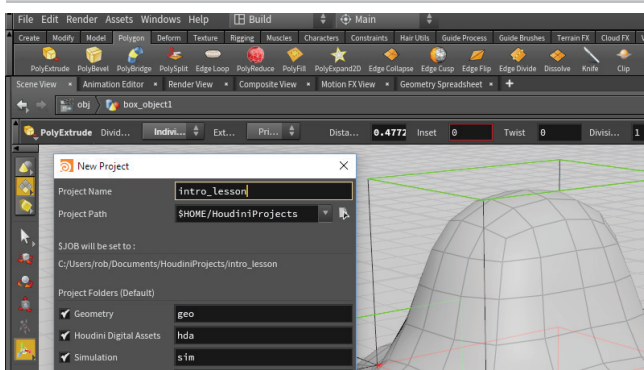 File Edit Render Assets Windows Help Build Main
Create Modify Model Polygon Deform Texture Rigging Muscles Characters Constraints Hair Utils Guide Process Guide Brushes Terrain FX Cloud FX
PolyExtrude PolyBevel PolyBridge PolySplit Edge Loop PolyReduce PolyFill PolyExpand2D Edge Collapse Edge Cusp Edge Flip Edge Divide Dissolve Knife Clip
Scene View × Animation Editor × Render View × Composite View × Motion FX View × Geometry Spreadsheet × +
obj box_object1
PolyExtrude Divid... Indivi... Ext... Pri... Dista... 0.4772 Inset 0 Twist 0 Divisi... 1
New Project ×
Project Name intro_lesson
Project Path $HOME/HoudiniProjects
$JOB will be set to :
C:/Users/rob/Documents/HoudiniProjects/intro_lesson
Project Folders (Default)
Geometry geo
Houdini Digital Assets hda
Simulation sim